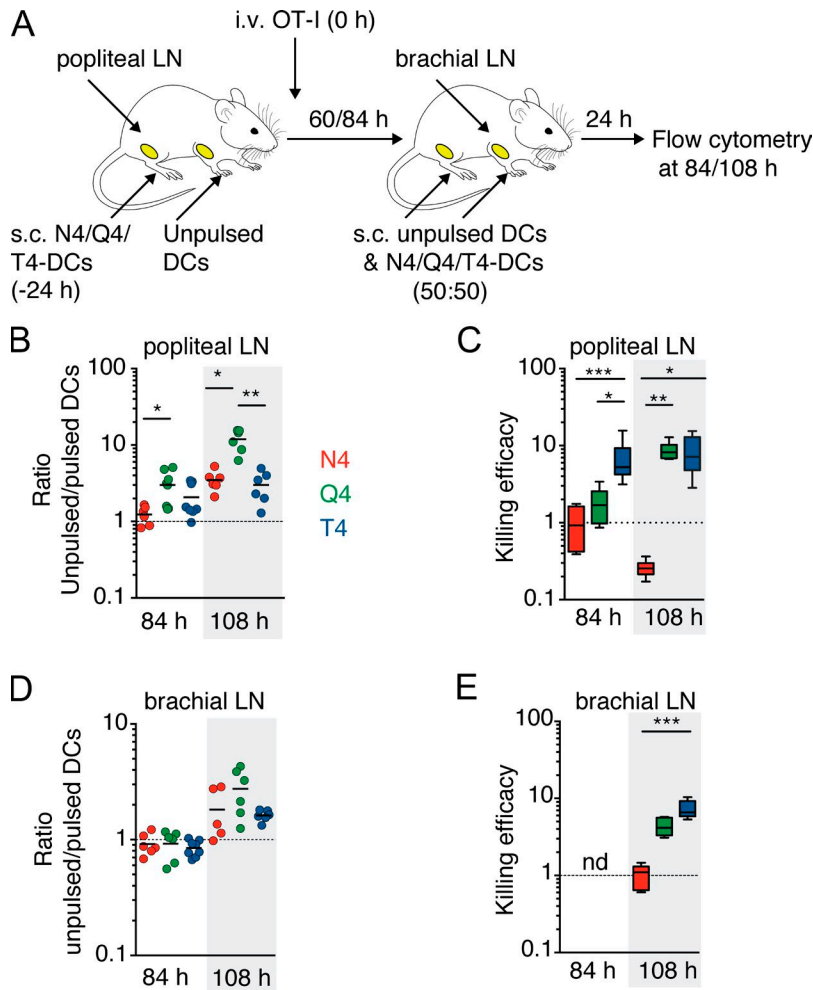 A
i.v. OT-I (0 h)
popliteal LN
brachial LN
60/84 h
24 h
Flow cytometry
at 84/108 h
s.c. N4/Q4/
T4-DCs
(-24 h)
Unpulsed
DCs
s.c. unpulsed DCs
& N4/Q4/T4-DCs
(50:50)
B
popliteal LN
Ratio
Unpulsed/pulsed DCs
100
10
1
0.1
*
*
**
84 h
108 h
N4
Q4
T4
C
popliteal LN
Killing efficacy
100
10
1
0.1
***
*
*
**
84 h
108 h
D
brachial LN
Ratio
unpulsed/pulsed DCs
10
1
0.1
84 h
108 h
E
brachial LN
Killing efficacy
100
10
1
0.1
***
nd
84 h
108 h